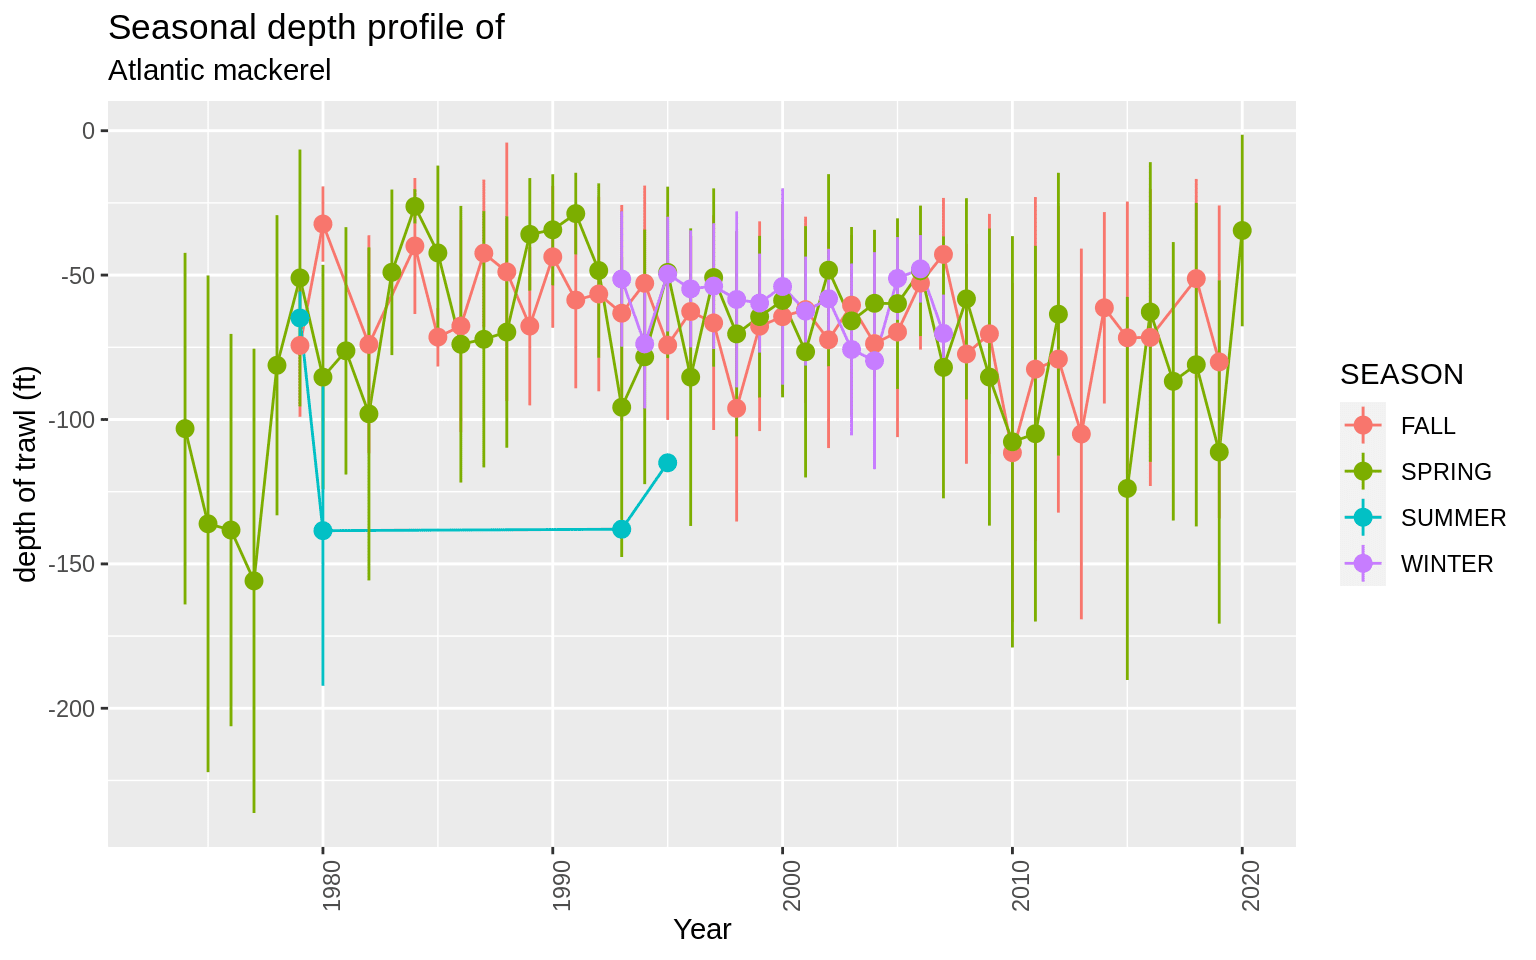 Seasonal depth profile of
Atlantic mackerel
depth of trawl (ft)
0
-50
-100
-150
-200
1980
1990
2000
2010
2020
Year
SEASON
FALL
SPRING
SUMMER
WINTER